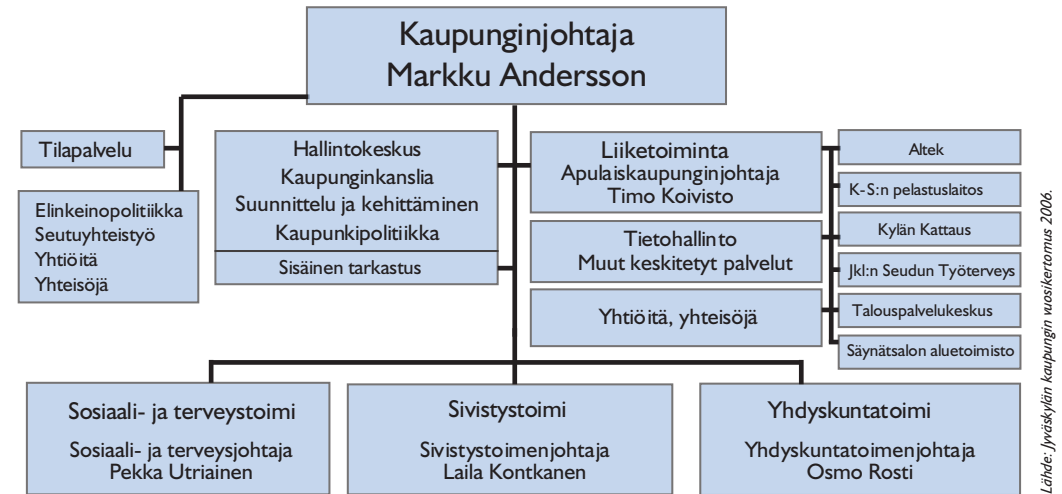 Kaupunginjohtaja
Markku Andersson
Tilapalvelu
Elinkeinopolitiikka
Seutuyhteistyö
Yhtiöitä
Yhteisöjä
Hallintokeskus
Kaupunginkanslia
Suunnittelu ja kehittäminen
Kaupunkipolitiikka
Sisäinen tarkastus
Liiketoiminta
Apulaiskaupunginjohtaja
Timo Koivisto
Tietohallinto
Muut keskitetyt palvelut
Yhtiöitä, yhteisöjä
Altek
K-S:n pelastuslaitos
Kylän Kattaus
Jkl:n Seudun Työterveys
Talouspalvelukeskus
Säynätsalon aluetoimisto
Sosiaali- ja terveystoimi
Sosiaali- ja terveysjohtaja
Pekka Utriainen
Sivistystoimi
Sivistystoimenjohtaja
Laila Kontkanen
Yhdyskuntatoimi
Yhdyskuntatoimenjohtaja
Osmo Rosti
Lähde: Jyväskylän kaupungin vuosikertomus 2006.